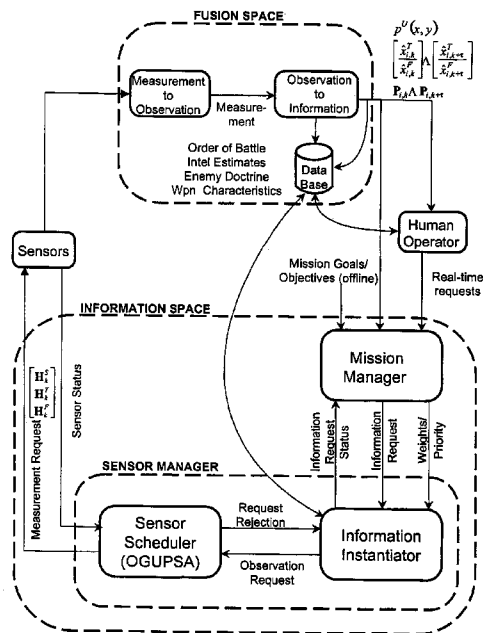 FUSION SPACE
Measurement
to
Observation
Measure-
ment
Observation
to
Information
Order of Battle
Intel Estimates
Enemy Doctrine
Wpn Characteristics
Data
Base
p^U(x, y)
[x̂^T_{i,k} / x̂^F_{i,k}] Λ [x̂^T_{i,k+τ} / x̂^F_{i,k+τ}]
P_{i,k} Λ P_{i,k+τ}
Human
Operator
Sensors
Mission Goals/
Objectives (offline)
Real-time
requests
INFORMATION SPACE
Mission
Manager
Measurement Request
[H^S_k
H^T_k
H^F_k]
Sensor Status
Information
Request
Status
Information
Request
Weights/
Priority
SENSOR MANAGER
Sensor
Scheduler
(OGUPSA)
Request
Rejection
Observation
Request
Information
Instantiator